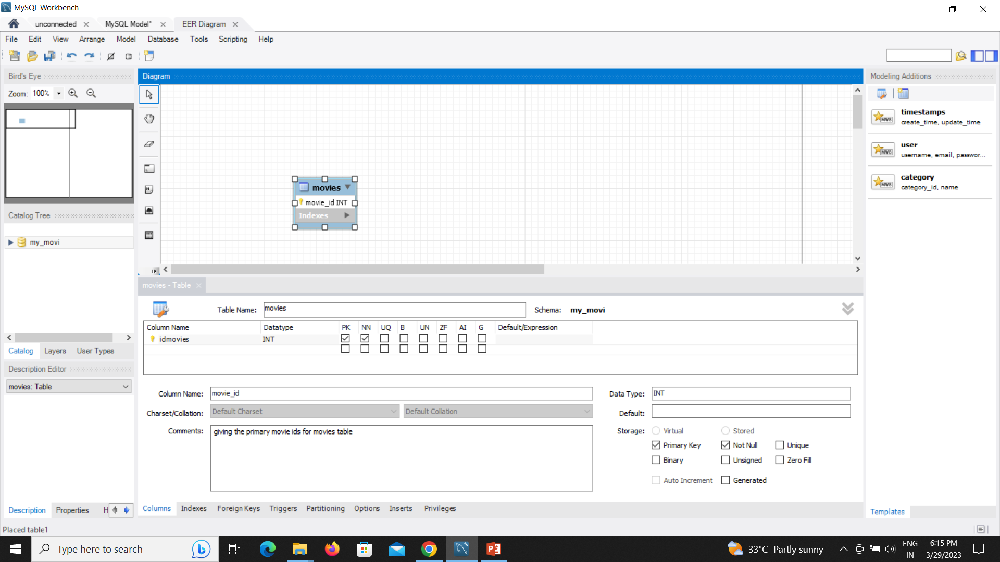 MySQL Workbench
unconnected
MySQL Model*
EER Diagram
File Edit View Arrange Model Database Tools Scripting Help
Bird's Eye
Zoom: 100%
Catalog Tree
my_movi
Catalog Layers User Types
Description Editor
movies: Table
Description Properties H
Placed table1
Diagram
movies
movie_id INT
Indexes
movies - Table
Table Name: movies Schema: my_movi
Column Name Datatype PK NN UQ B UN ZF AI G Default/Expression
idmovies INT
Column Name: movie_id Data Type: INT
Charset/Collation: Default Charset Default Collation Default:
Comments: giving the primary movie ids for movies table
Storage: Virtual Stored
Primary Key Not Null Unique
Binary Unsigned Zero Fill
Auto Increment Generated
Columns Indexes Foreign Keys Triggers Partitioning Options Inserts Privileges
Modeling Additions
MWB
timestamps
create_time, update_time
MWB
user
username, email, passwor...
MWB
category
category_id, name
Templates
Type here to search
33°C Partly sunny
ENG
IN
6:15 PM
3/29/2023